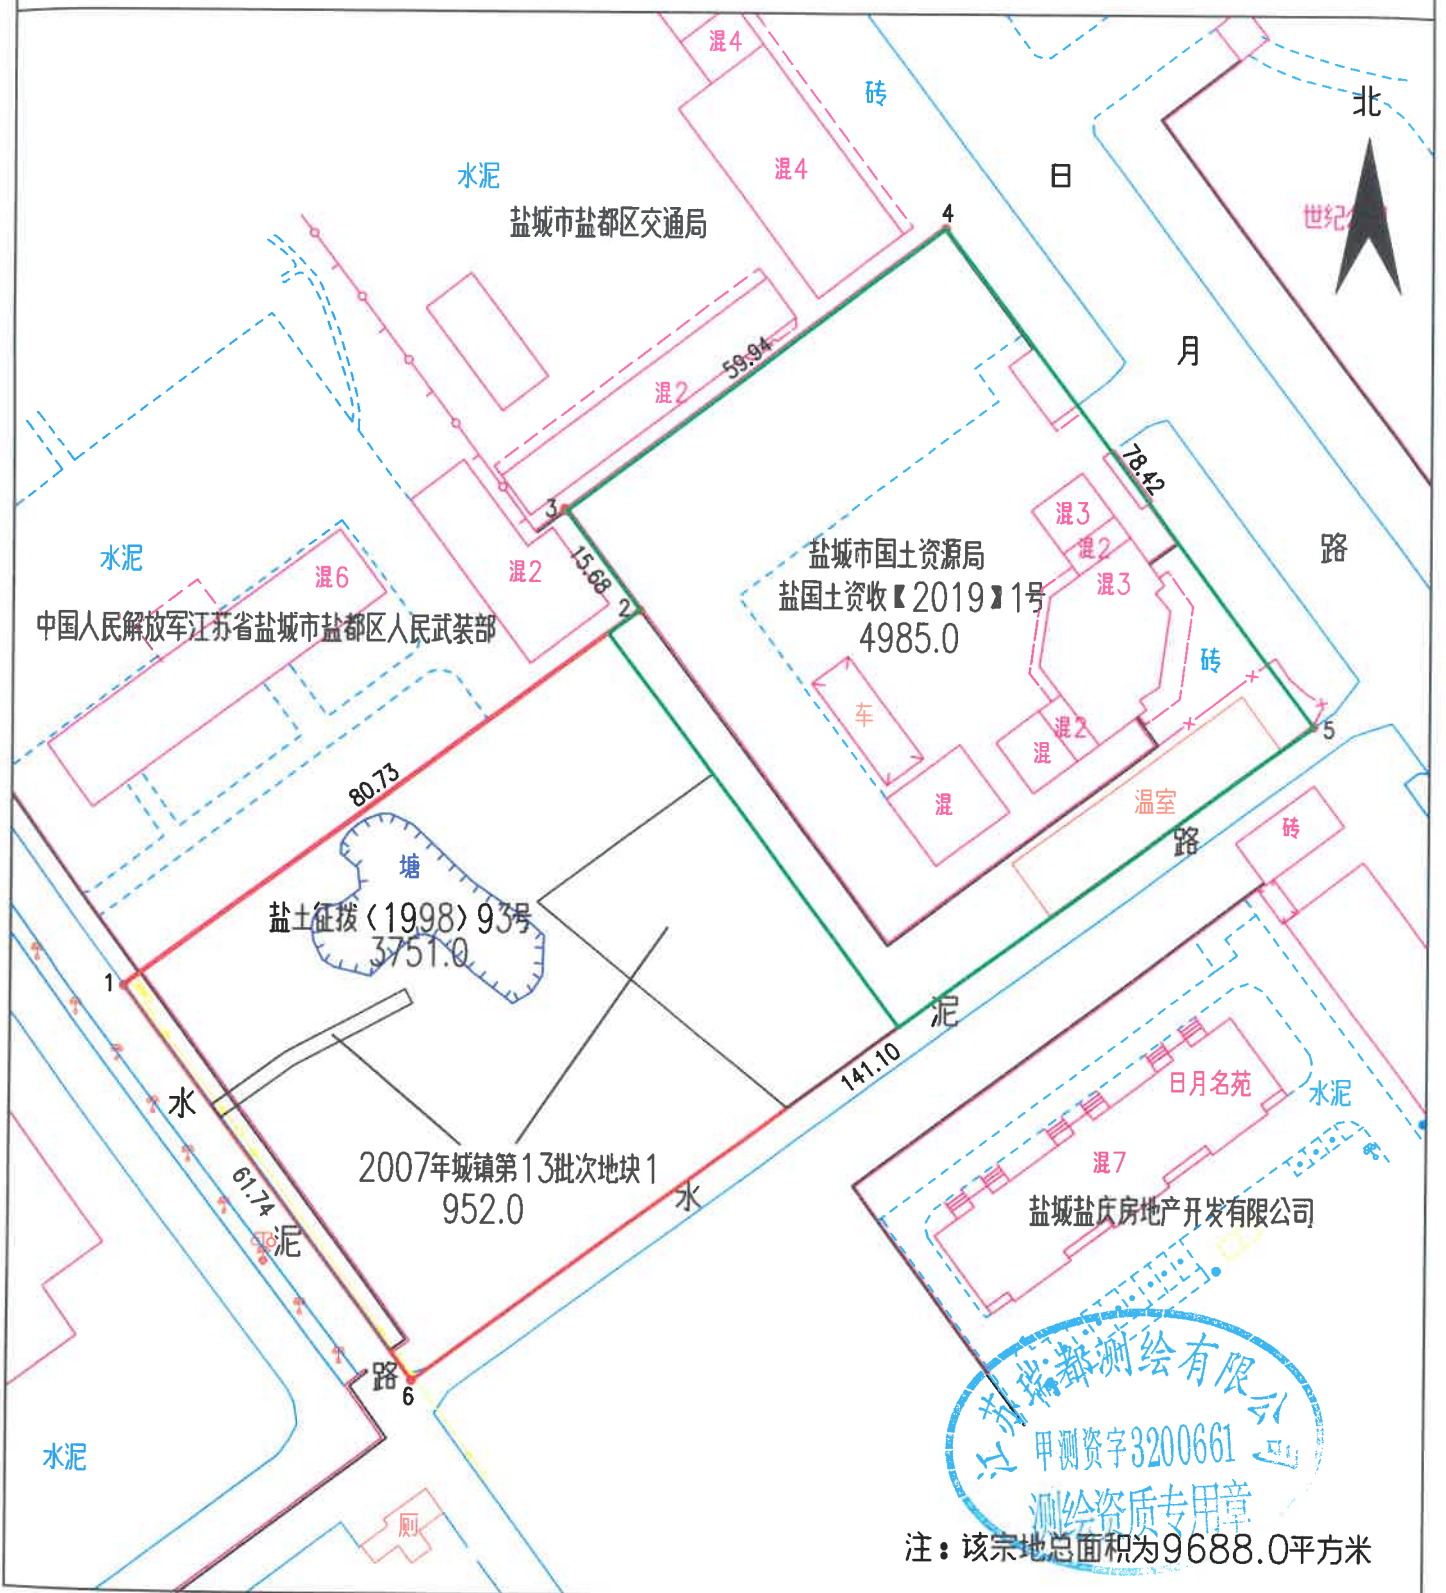 混4
砖
北
混4
日
水泥
盐城市盐都区交通局
世纪
4
月
59.94
混2
78.42
3
混3
路
水泥
混6
混2
15.68
盐城市国土资源局
混2
盐国土资收【2019】1号
混3
2
中国人民解放军江苏省盐城市盐都区人民武装部
4985.0
砖
车
混2
5
混
80.73
混
温室
砖
路
塘
盐土征拨（1998）93号
3751.0
1
泥
141.10
水
日月名苑
水泥
2007年城镇第13批次地块1
混7
61.74
水
952.0
盐城盐庆房地产开发有限公司
泥
路
6
江苏瑞都测绘有限公司
甲测资字3200661
水泥
测绘资质专用章
厕
注：该宗地总面积为9688.0平方米